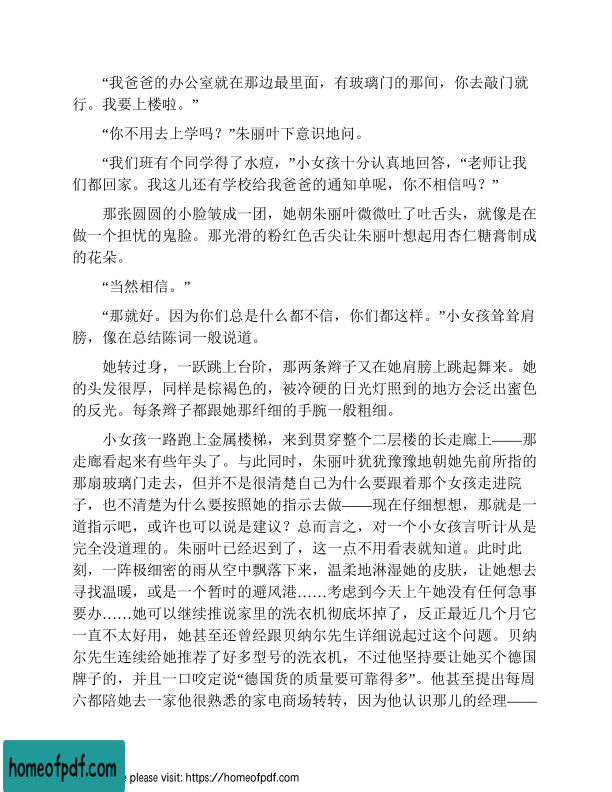 “我爸爸的办公室就在那边最里面，有玻璃门的那间，你去敲门就
行。我要上楼啦。”
“你不用去上学吗？”朱丽叶下意识地问。
“我们班有个同学得了水痘，”小女孩十分认真地回答，“老师让我
们都回家。我这儿还有学校给我爸爸的通知单呢，你不相信吗？”
那张圆圆的小脸皱成一团，她朝朱丽叶微微吐了吐舌头，就像是在
做一个担忧的鬼脸。那光滑的粉红色舌尖让朱丽叶想起用杏仁糖膏制成
的花朵。
“当然相信。”
“那就好。因为你们总是什么都不信，你们都这样。”小女孩耸耸肩
膀，像在总结陈词一般说道。
她转过身，一跃跳上台阶，那两条辫子又在她肩膀上跳起舞来。她
的头发很厚，同样是棕褐色的，被冷硬的日光灯照到的地方会泛出蜜色
的反光。每条辫子都跟她那纤细的手腕一般粗细。
小女孩一路跑上金属楼梯，来到贯穿整个二层楼的长走廊上——那
走廊看起来有些年头了。与此同时，朱丽叶犹犹豫豫地朝她先前所指的
那扇玻璃门走去，但并不是很清楚自己为什么要跟着那个女孩走进院
子，也不清楚为什么要按照她的指示去做——现在仔细想想，那就是一
道指示吧，或许也可以说是建议？总而言之，对一个小女孩言听计从是
完全没道理的。朱丽叶已经迟到了，这一点不用看表就知道。此时此
刻，一阵极细密的雨从空中飘落下来，温柔地淋湿她的皮肤，让她想去
寻找温暖，或是一个暂时的避风港……考虑到今天上午她没有任何急事
要办……她可以继续推说家里的洗衣机彻底坏掉了，反正最近几个月它
一直不太好用，她甚至还曾经跟贝纳尔先生详细说起过这个问题。贝纳
尔先生连续给她推荐了好多型号的洗衣机，不过他坚持要让她买个德国
牌子的，并且一口咬定说“德国货的质量要可靠得多”。他甚至提出每周
六都陪她去一家他很熟悉的家电商场转转，因为他认识那儿的经理——
homeofpdf.com
e please visit: https://homeofpdf.com